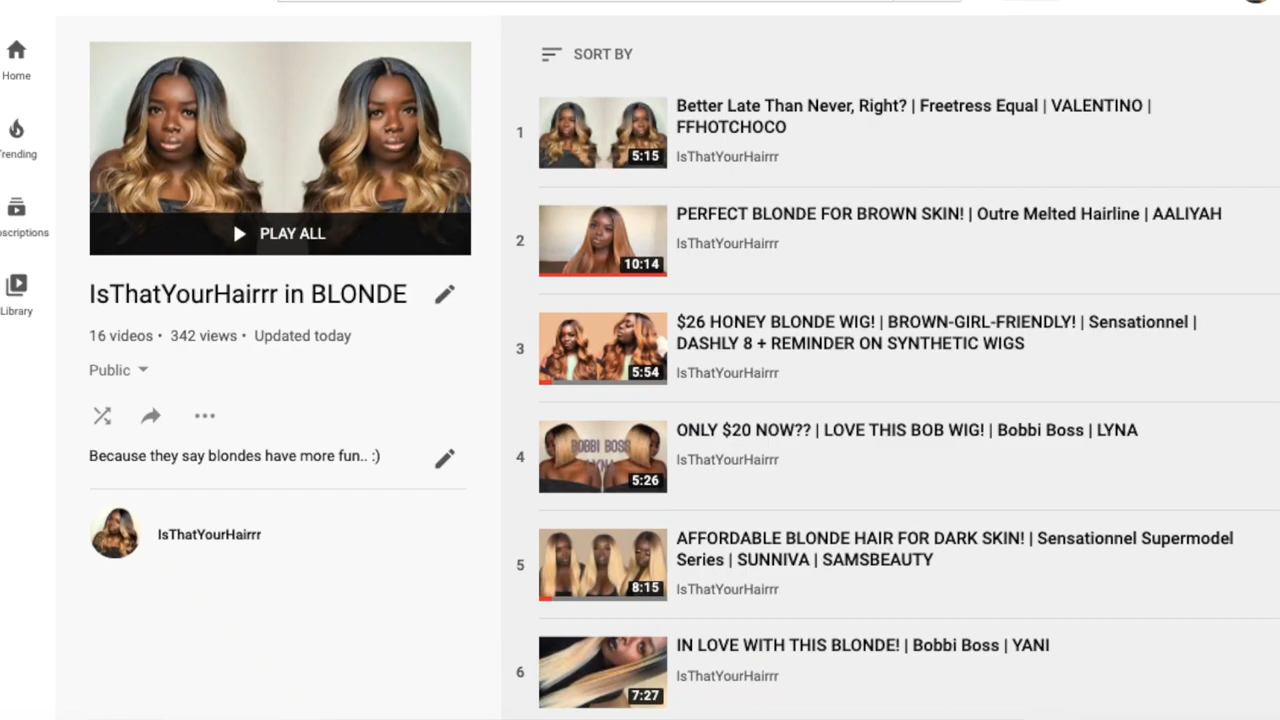 Home
Trending
Library
PLAY ALL
IsThatYourHairrr in BLONDE
16 videos • 342 views • Updated today
Public
Because they say blondes have more fun.. :)
IsThatYourHairrr
SORT BY
1
5:15
Better Late Than Never, Right? | Freetress Equal | VALENTINO |
FFHOTCHOCO
IsThatYourHairrr
2
10:14
PERFECT BLONDE FOR BROWN SKIN! | Outre Melted Hairline | AALIYAH
IsThatYourHairrr
3
5:54
$26 HONEY BLONDE WIG! | BROWN-GIRL-FRIENDLY! | Sensationnel |
DASHLY 8 + REMINDER ON SYNTHETIC WIGS
IsThatYourHairrr
4
BOBBI BOSS
LYNA
5:26
ONLY $20 NOW?? | LOVE THIS BOB WIG! | Bobbi Boss | LYNA
IsThatYourHairrr
5
8:15
AFFORDABLE BLONDE HAIR FOR DARK SKIN! | Sensationnel Supermodel
Series | SUNNIVA | SAMSBEAUTY
IsThatYourHairrr
6
7:27
IN LOVE WITH THIS BLONDE! | Bobbi Boss | YANI
IsThatYourHairrr